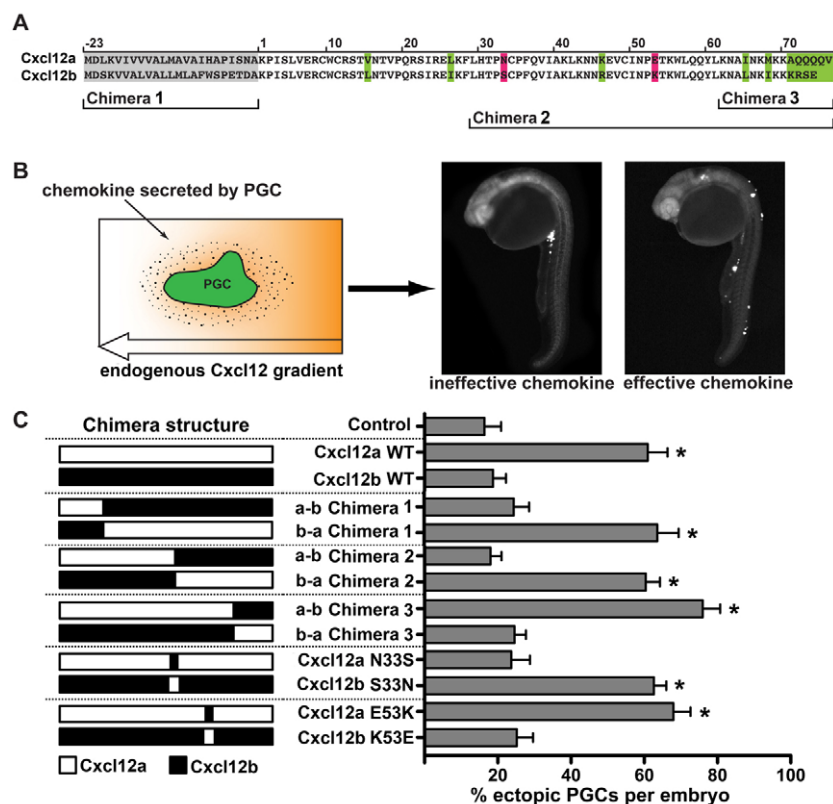 A
-23 1 10 20 30 40 50 60 70
Cxcl12a MDLKVIVVVALMAVAIHAPISNAKPISLVERCWCRSTVNTVPQRSIRELKFLHTPNCPFQVIAKLKNNKEVCINPETKWLQQYLKNAINKMKKAQQQQV
Cxcl12b MDSKVVALVALLMLAFWSPETDAKPISLVERCWCRSTLNTVPQRSIREIKFLHTPSCPFQVIAKLKNNREVCINPKTKWLQQYLKNALNKIKKKRSE
Chimera 1
Chimera 3
Chimera 2
B
chemokine secreted by PGC
PGC
endogenous Cxcl12 gradient
ineffective chemokine
effective chemokine
C
Chimera structure
Control
Cxcl12a WT *
Cxcl12b WT
a-b Chimera 1
b-a Chimera 1 *
a-b Chimera 2
b-a Chimera 2 *
a-b Chimera 3 *
b-a Chimera 3
Cxcl12a N33S
Cxcl12b S33N *
Cxcl12a E53K *
Cxcl12b K53E
Cxcl12a Cxcl12b
20 40 60 80 100
% ectopic PGCs per embryo